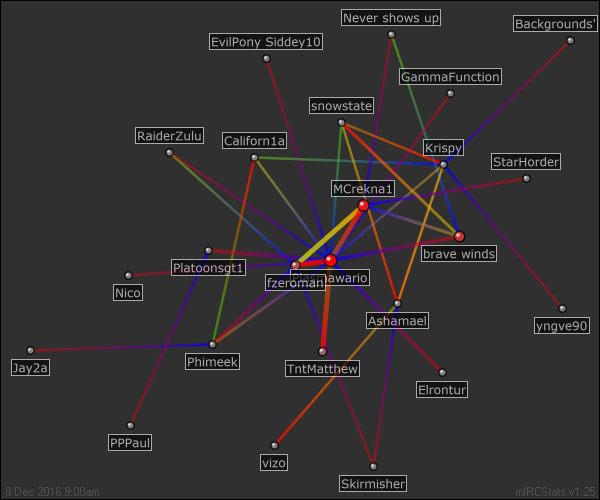 Never shows up
Backgrounds'
EvilPony Siddey10
GammaFunction
snowstate
RaiderZulu
Californ1a
Krispy
StarHorder
MCrekna1
brave winds
Platoonsgt1
Plasmawario
fzeroman
Nico
Ashamael
yngve90
Phimeek
Jay2a
TntMatthew
Elrontur
PPPaul
vizo
Skirmisher
8 Dec 2016 9:00am
mIRCStats v1.25